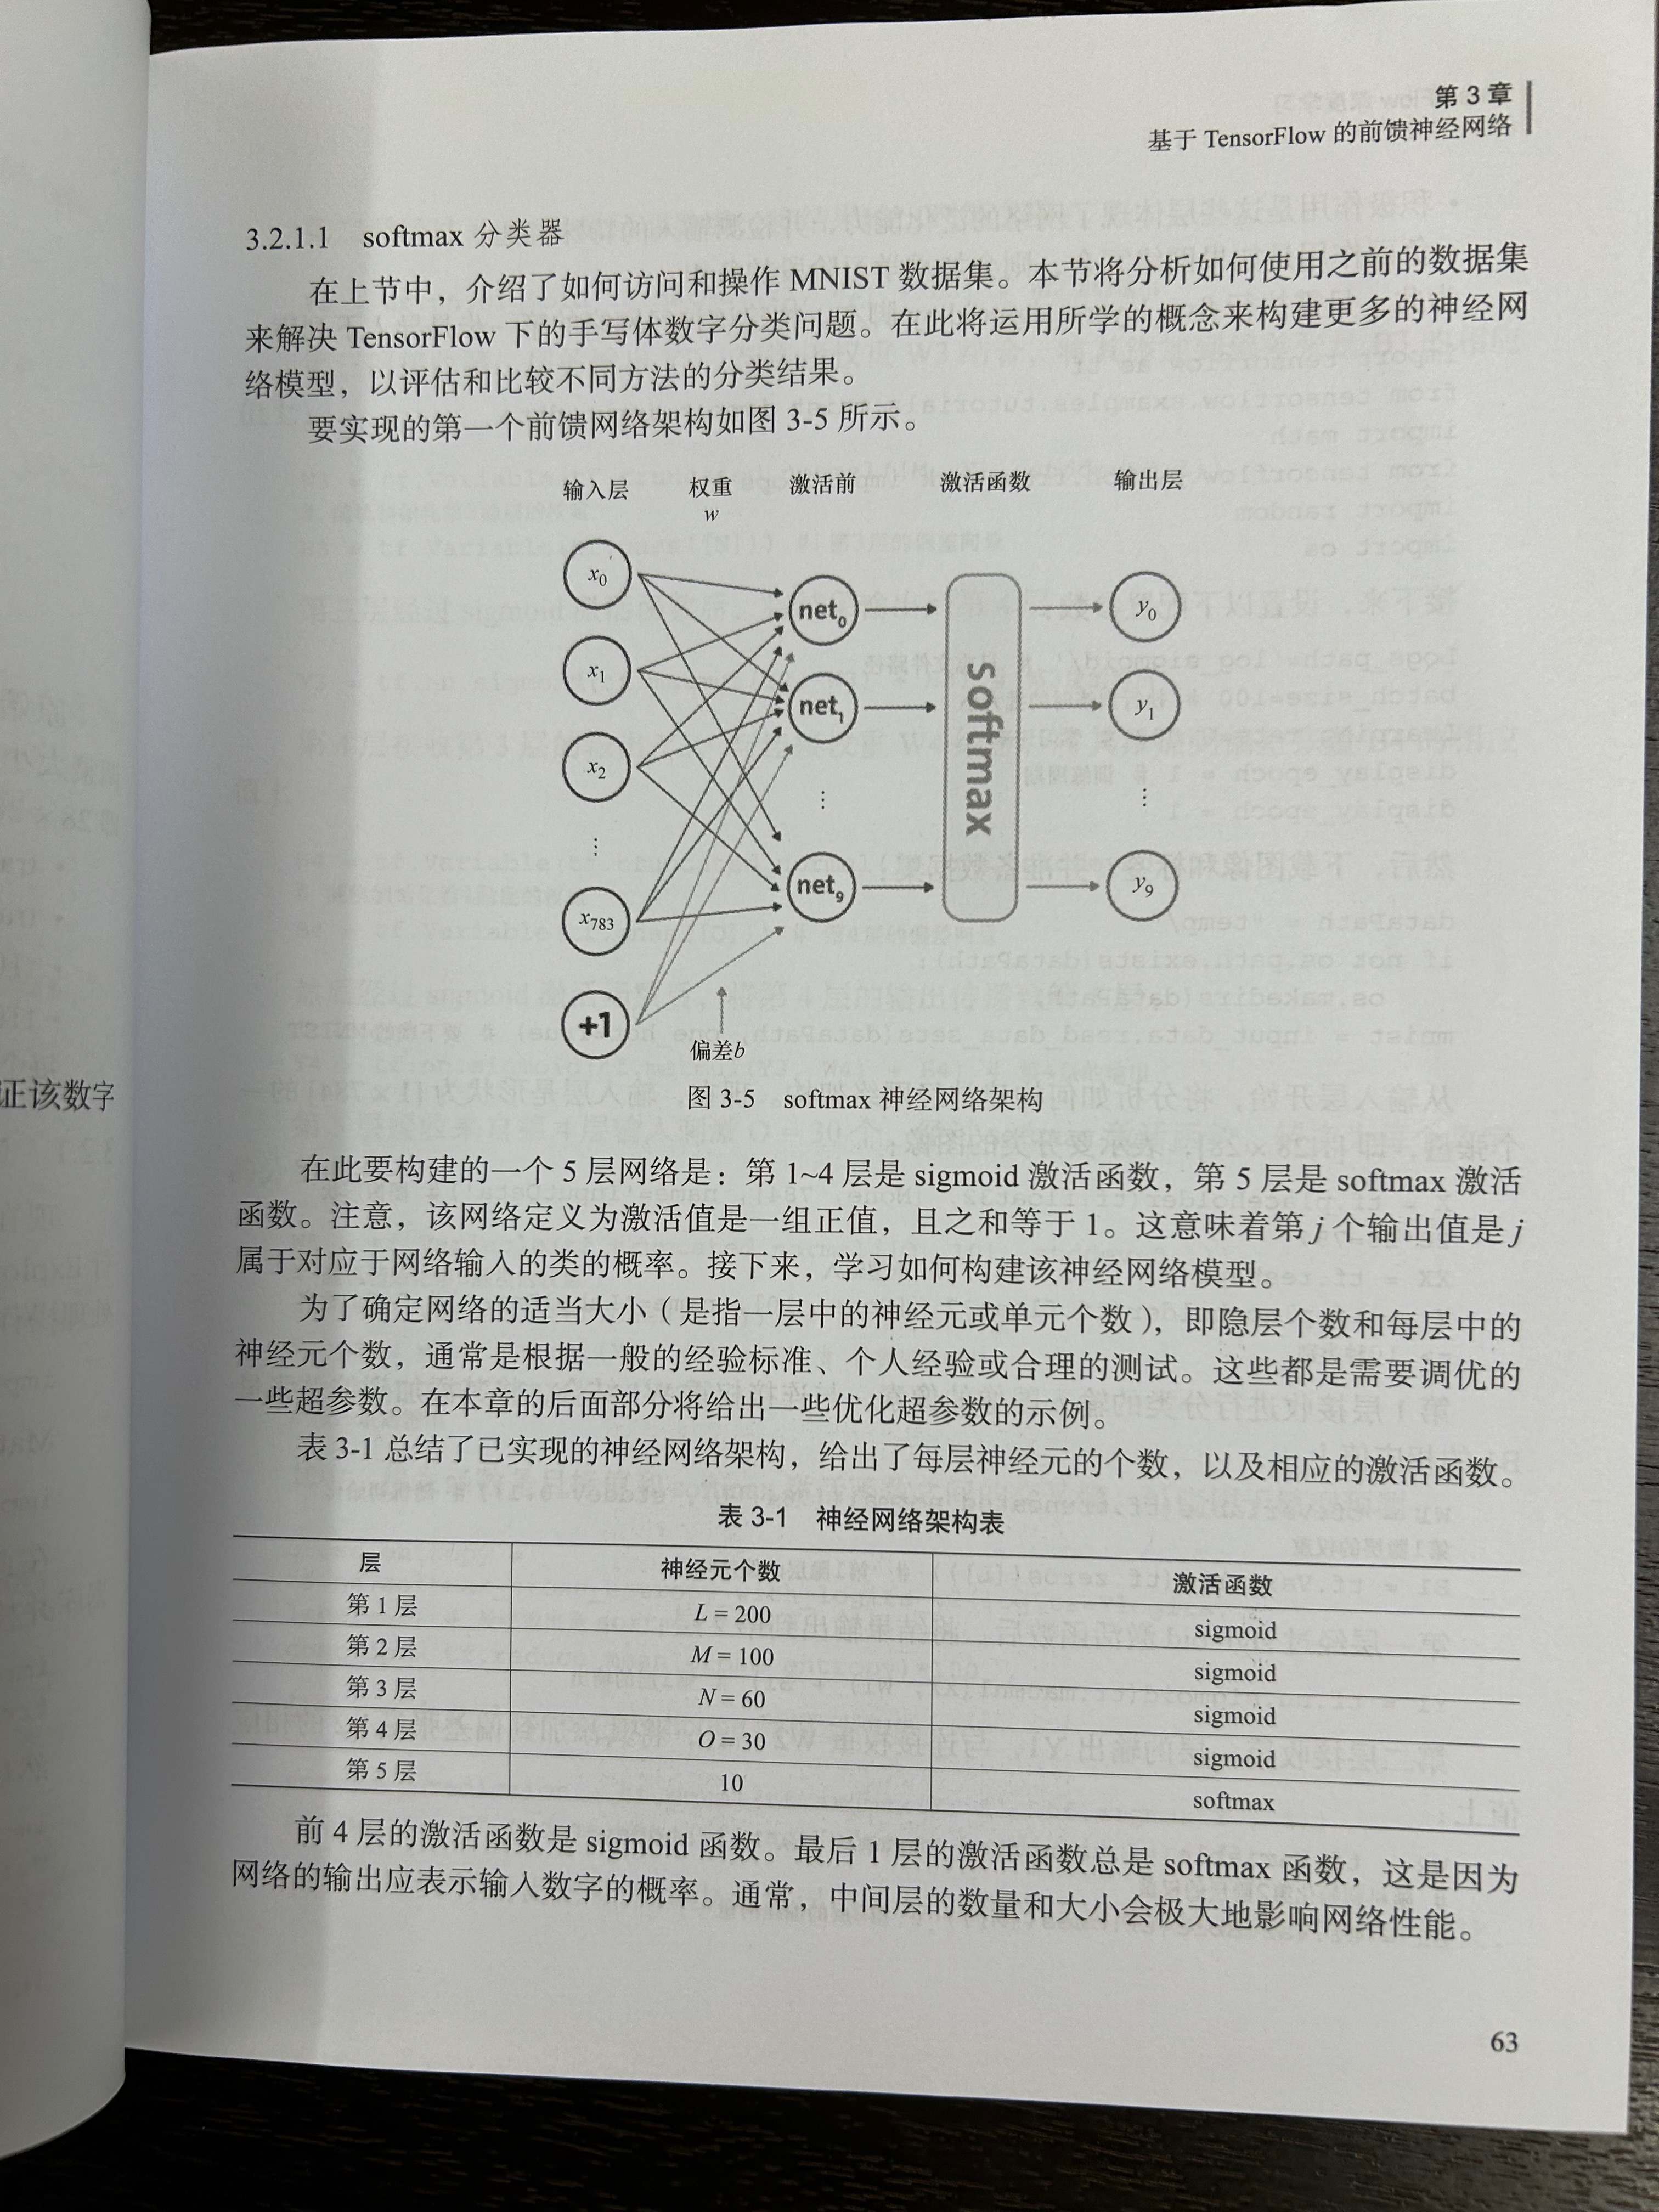 第 3 章
基于 TensorFlow 的前馈神经网络
3.2.1.1 softmax 分类器
在上节中，介绍了如何访问和操作 MNIST 数据集。本节将分析如何使用之前的数据集
来解决 TensorFlow 下的手写体数字分类问题。在此将运用所学的概念来构建更多的神经网
络模型，以评估和比较不同方法的分类结果。
要实现的第一个前馈网络架构如图 3-5 所示。
输入层 权重 激活前 激活函数 输出层
w
x0
x1
x2
⋮
x783
+1
net0
net1
⋮
net9
softmax
y0
y1
⋮
y9
偏差b
图 3-5 softmax 神经网络架构
在此要构建的一个 5 层网络是：第 1~4 层是 sigmoid 激活函数，第 5 层是 softmax 激活
函数。注意，该网络定义为激活值是一组正值，且之和等于 1。这意味着第 j 个输出值是 j
属于对应于网络输入的类的概率。接下来，学习如何构建该神经网络模型。
为了确定网络的适当大小（是指一层中的神经元或单元个数），即隐层个数和每层中的
神经元个数，通常是根据一般的经验标准、个人经验或合理的测试。这些都是需要调优的
一些超参数。在本章的后面部分将给出一些优化超参数的示例。
表 3-1 总结了已实现的神经网络架构，给出了每层神经元的个数，以及相应的激活函数。
表 3-1 神经网络架构表
层 神经元个数 激活函数
第 1 层 L = 200 sigmoid
第 2 层 M = 100 sigmoid
第 3 层 N = 60 sigmoid
第 4 层 O = 30 sigmoid
第 5 层 10 softmax
前 4 层的激活函数是 sigmoid 函数。最后 1 层的激活函数总是 softmax 函数，这是因为
网络的输出应表示输入数字的概率。通常，中间层的数量和大小会极大地影响网络性能。
63
正该数字